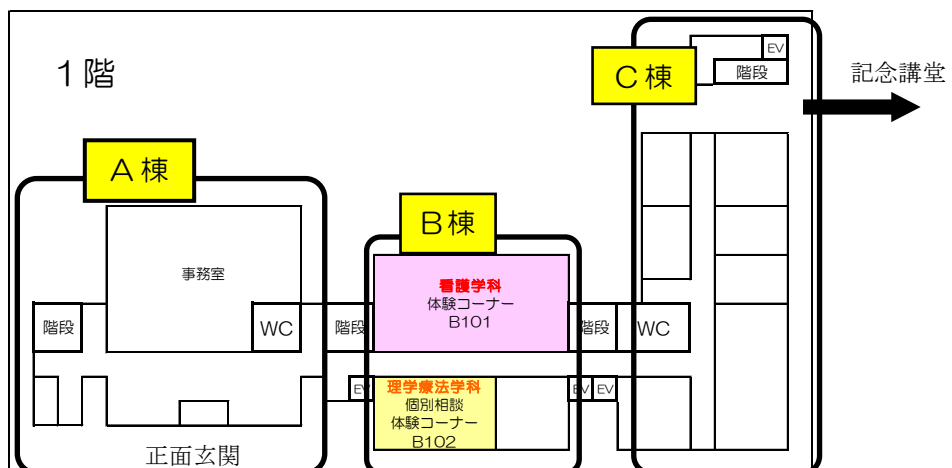 １階
Ａ棟
Ｂ棟
Ｃ棟
EV
階段
記念講堂
事務室
階段
WC
階段
看護学科
体験コーナー
B101
階段
WC
EV
理学療法学科
個別相談
体験コーナー
B102
EV
EV
正面玄関